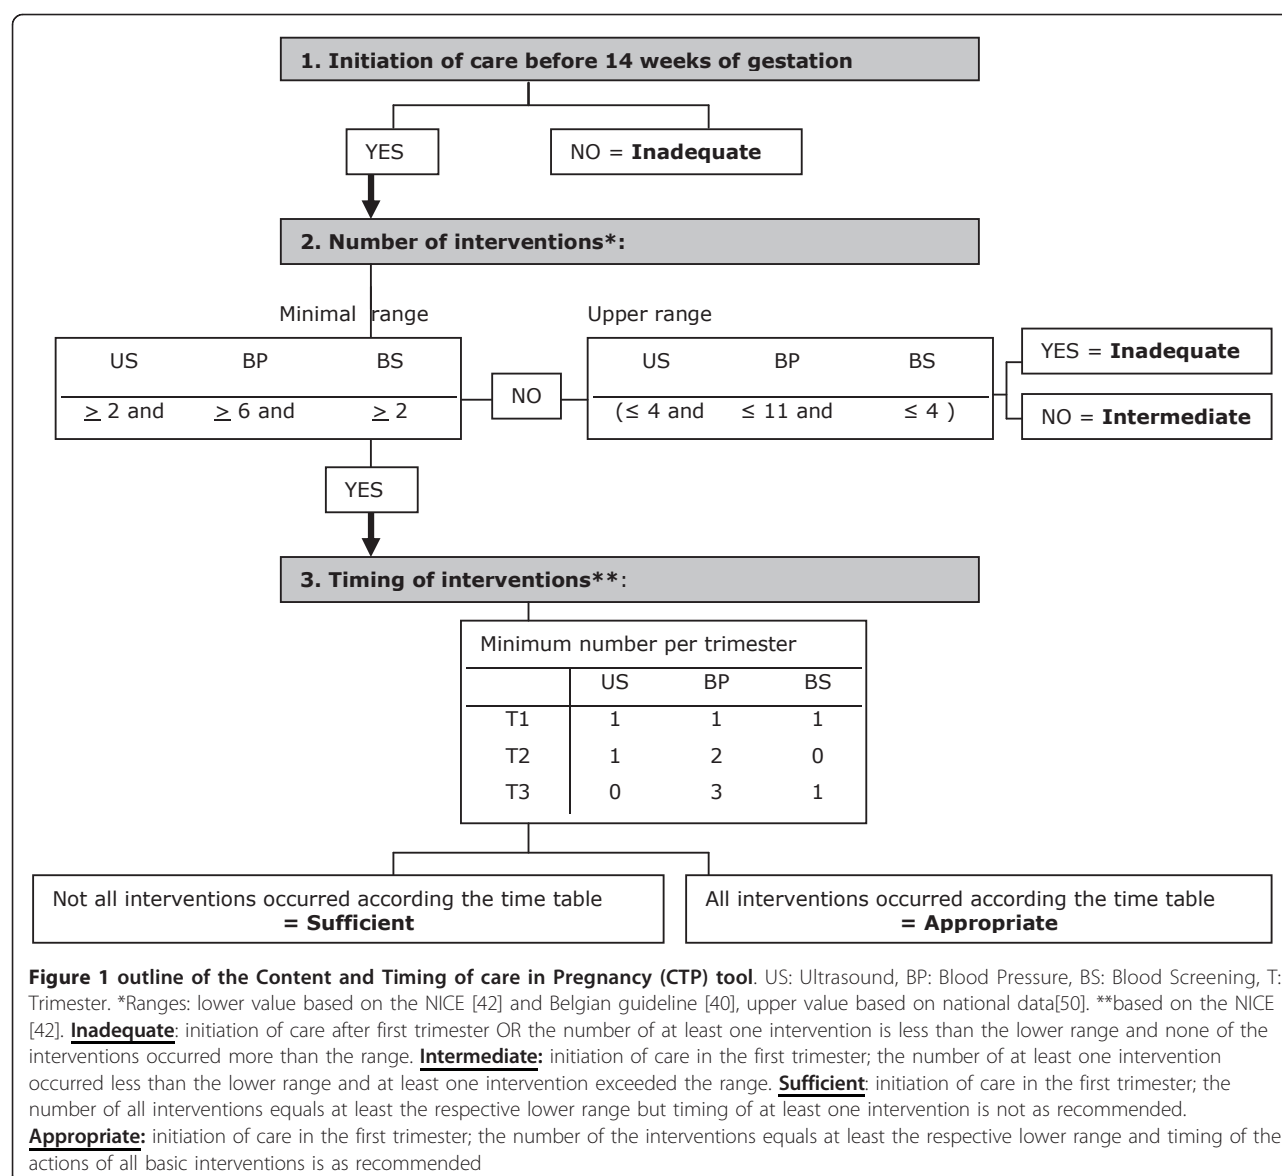 1. Initiation of care before 14 weeks of gestation
YES
NO = Inadequate
2. Number of interventions*:
Minimal range
Upper range
US BP BS
≥ 2 and ≥ 6 and ≥ 2
NO
US BP BS
(≤ 4 and ≤ 11 and ≤ 4 )
YES = Inadequate
NO = Intermediate
YES
3. Timing of interventions**:
Minimum number per trimester
US BP BS
T1 1 1 1
T2 1 2 0
T3 0 3 1
Not all interventions occurred according the time table
= Sufficient
All interventions occurred according the time table
= Appropriate
Figure 1 outline of the Content and Timing of care in Pregnancy (CTP) tool. US: Ultrasound, BP: Blood Pressure, BS: Blood Screening, T:
Trimester. *Ranges: lower value based on the NICE [42] and Belgian guideline [40], upper value based on national data[50]. **based on the NICE
[42]. Inadequate: initiation of care after first trimester OR the number of at least one intervention is less than the lower range and none of the
interventions occurred more than the range. Intermediate: initiation of care in the first trimester; the number of at least one intervention
occurred less than the lower range and at least one intervention exceeded the range. Sufficient: initiation of care in the first trimester; the
number of all interventions equals at least the respective lower range but timing of at least one intervention is not as recommended.
Appropriate: initiation of care in the first trimester; the number of the interventions equals at least the respective lower range and timing of the
actions of all basic interventions is as recommended